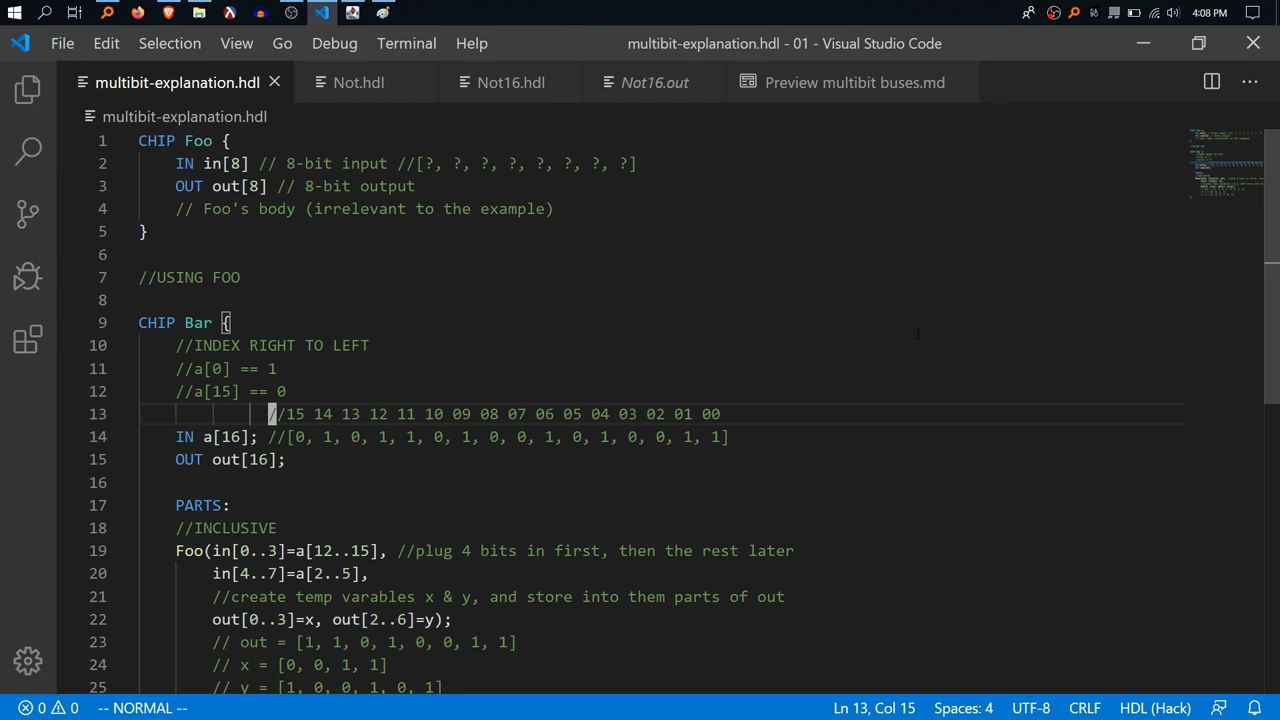 4:08 PM
File Edit Selection View Go Debug Terminal Help multibit-explanation.hdl - 01 - Visual Studio Code
multibit-explanation.hdl Not.hdl Not16.hdl Not16.out Preview multibit buses.md
multibit-explanation.hdl
1 CHIP Foo {
2 IN in[8] // 8-bit input //[?, ?, ?, ?, ?, ?, ?, ?]
3 OUT out[8] // 8-bit output
4 // Foo's body (irrelevant to the example)
5 }
6
7 //USING FOO
8
9 CHIP Bar {
10 //INDEX RIGHT TO LEFT
11 //a[0] == 1
12 //a[15] == 0
13 //15 14 13 12 11 10 09 08 07 06 05 04 03 02 01 00
14 IN a[16]; //[0, 1, 0, 1, 1, 0, 1, 0, 0, 1, 0, 1, 0, 0, 1, 1]
15 OUT out[16];
16
17 PARTS:
18 //INCLUSIVE
19 Foo(in[0..3]=a[12..15], //plug 4 bits in first, then the rest later
20 in[4..7]=a[2..5],
21 //create temp varables x & y, and store into them parts of out
22 out[0..3]=x, out[2..6]=y);
23 // out = [1, 1, 0, 1, 0, 0, 1, 1]
24 // x = [0, 0, 1, 1]
25 // y = [1, 0, 0, 1, 0, 1]
0 0 -- NORMAL -- Ln 13, Col 15 Spaces: 4 UTF-8 CRLF HDL (Hack)